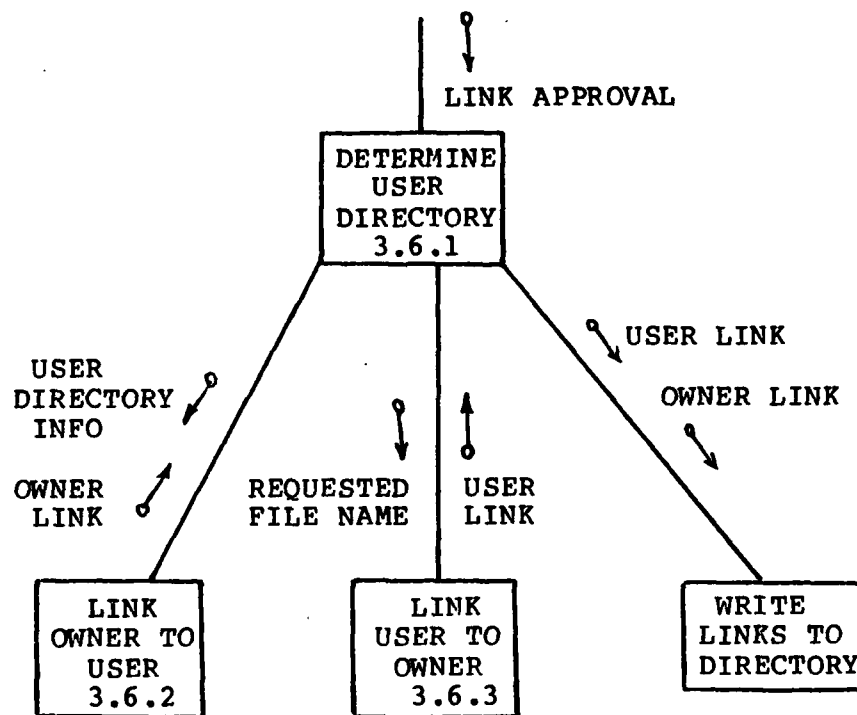 LINK APPROVAL
DETERMINE
USER
DIRECTORY
3.6.1
USER
DIRECTORY
INFO
OWNER
LINK
REQUESTED
FILE NAME
USER
LINK
USER LINK
OWNER LINK
LINK
OWNER TO
USER
3.6.2
LINK
USER TO
OWNER
3.6.3
WRITE
LINKS TO
DIRECTORY